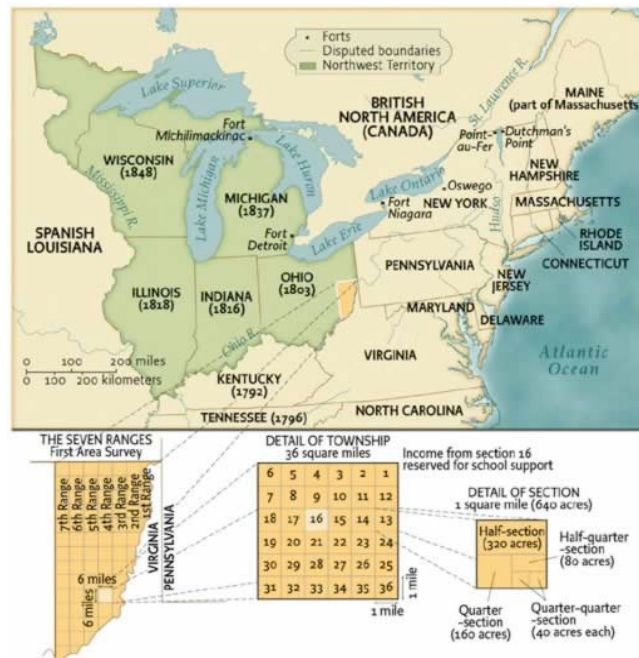 Forts
Disputed boundaries
Northwest Territory
Lake Superior
BRITISH
NORTH AMERICA
(CANADA)
St. Lawrence R.
MAINE
(part of Massachusetts)
Fort
Michilimackinac
Point-
au-Fer
Dutchman's
Point
WISCONSIN
(1848)
Mississippi R.
Lake Michigan
Lake Huron
MICHIGAN
(1837)
Lake Ontario
Oswego
NEW YORK
Fort
Niagara
Hudso
NEW
HAMPSHIRE
MASSACHUSETTS
RHODE
ISLAND
CONNECTICUT
SPANISH
LOUISIANA
Fort
Detroit
Lake Erie
PENNSYLVANIA
NEW
JERSEY
ILLINOIS
(1818)
INDIANA
(1816)
OHIO
(1803)
MARYLAND
DELAWARE
Ohio R.
VIRGINIA
Atlantic
Ocean
0 100 200 miles
0 100 200 kilometers
KENTUCKY
(1792)
TENNESSEE (1796)
NORTH CAROLINA
THE SEVEN RANGES
First Area Survey
7th Range
6th Range
5th Range
4th Range
3rd Range
2nd Range
1st Range
VIRGINIA
PENNSYLVANIA
6 miles
6 miles
DETAIL OF TOWNSHIP
36 square miles
6 5 4 3 2 1
7 8 9 10 11 12
18 17 16 15 14 13
19 20 21 22 23 24
30 29 28 27 26 25
31 32 33 34 35 36
1 mile
1 mile
Income from section 16
reserved for school support
DETAIL OF SECTION
1 square mile (640 acres)
Half-section
(320 acres)
Half-quarter
-section
(80 acres)
Quarter
-section
(160 acres)
Quarter-quarter
-section
(40 acres each)